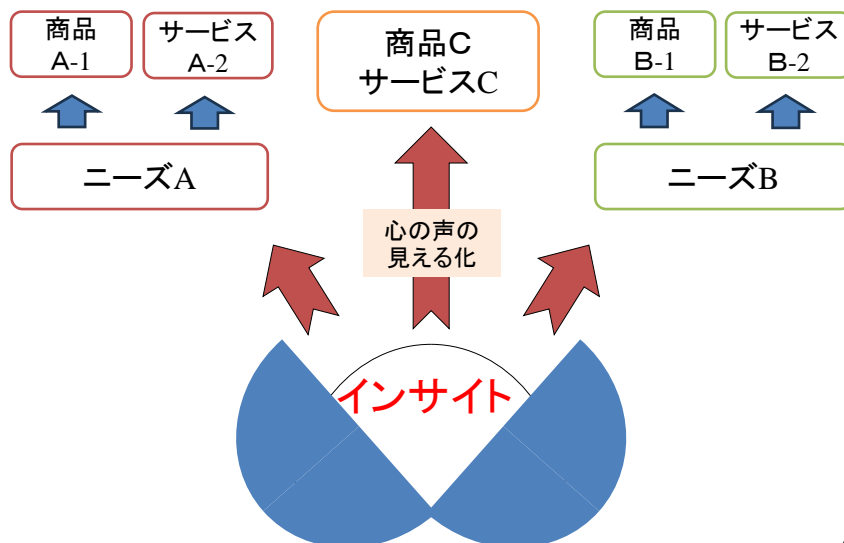 商品
Ａ-1
サービス
Ａ-2
商品Ｃ
サービスC
商品
Ｂ-1
サービス
Ｂ-2
ニーズA
ニーズB
心の声の
見える化
インサイト